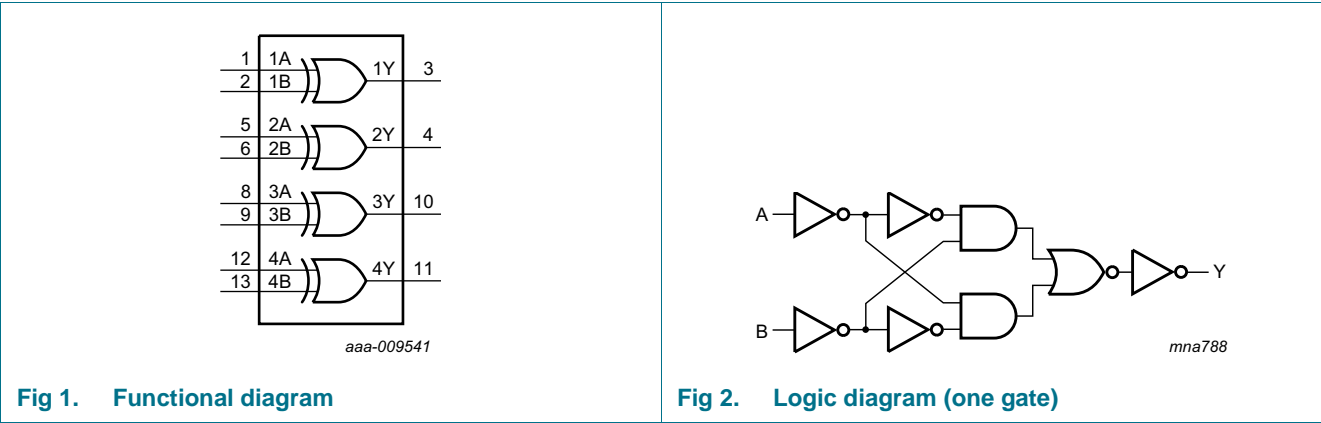 1 1A 1Y 3
2 1B
5 2A 2Y 4
6 2B
8 3A 3Y 10
9 3B
12 4A 4Y 11
13 4B
aaa-009541
Fig 1. Functional diagram
A
B
Y
mna788
Fig 2. Logic diagram (one gate)